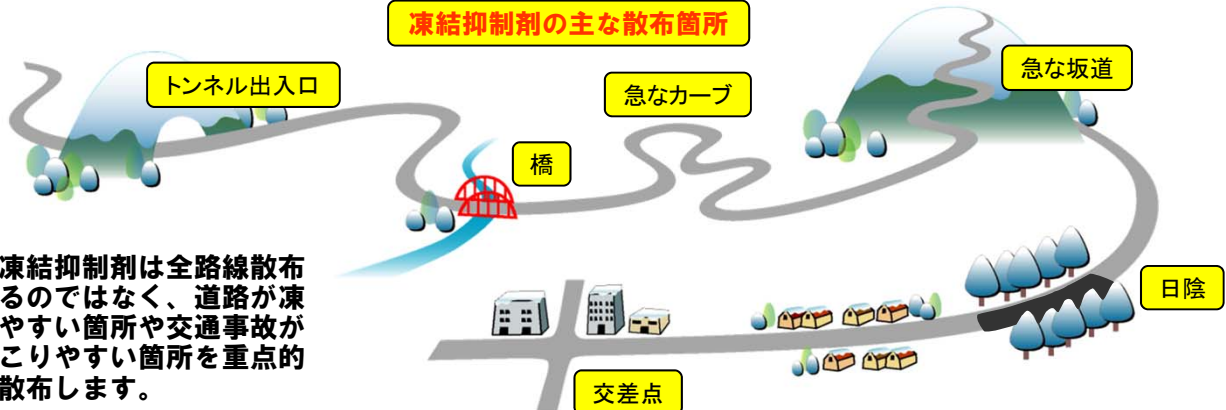 凍結抑制剤の主な散布箇所
トンネル出入口
急なカーブ
急な坂道
橋
凍結抑制剤は全路線散布
るのではなく、道路が凍
やすい箇所や交通事故が
こりやすい箇所を重点的
散布します。
日陰
交差点